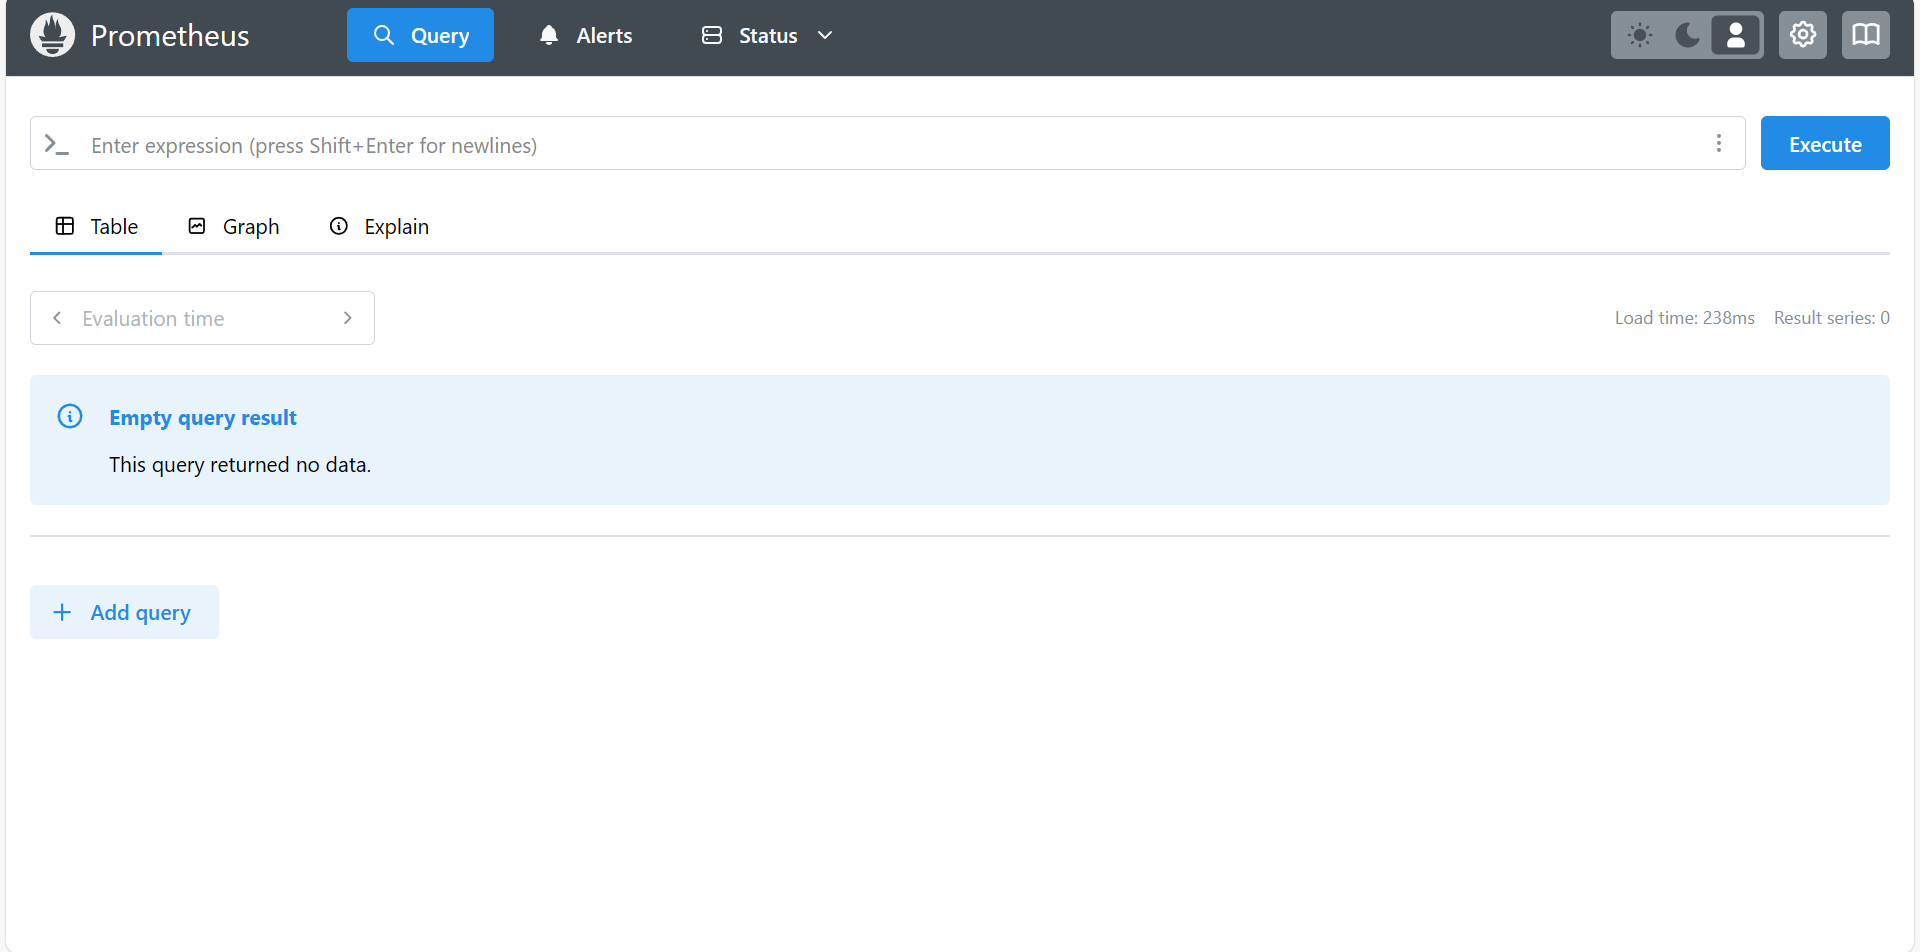 Prometheus
Query
Alerts
Status
Enter expression (press Shift+Enter for newlines)
Execute
Table
Graph
Explain
Evaluation time
Load time: 238ms Result series: 0
Empty query result
This query returned no data.
Add query